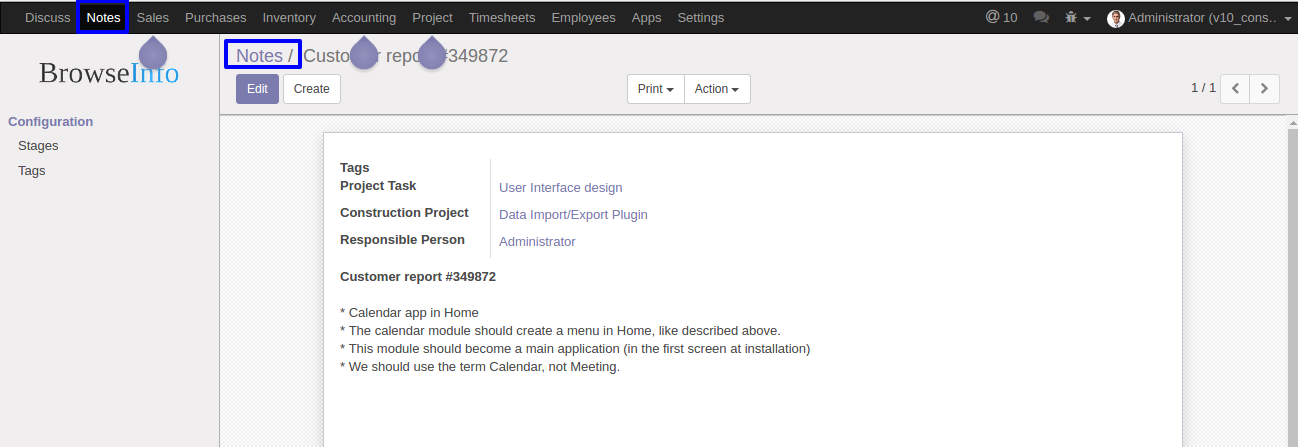 Discuss Notes Sales Purchases Inventory Accounting Project Timesheets Employees Apps Settings @ 10 Administrator (v10_cons..
BrowseInfo
Notes / Customer report #349872
Edit Create Print Action 1 / 1
Configuration
Stages
Tags
Tags
Project Task User Interface design
Construction Project Data Import/Export Plugin
Responsible Person Administrator
Customer report #349872
* Calendar app in Home
* The calendar module should create a menu in Home, like described above.
* This module should become a main application (in the first screen at installation)
* We should use the term Calendar, not Meeting.